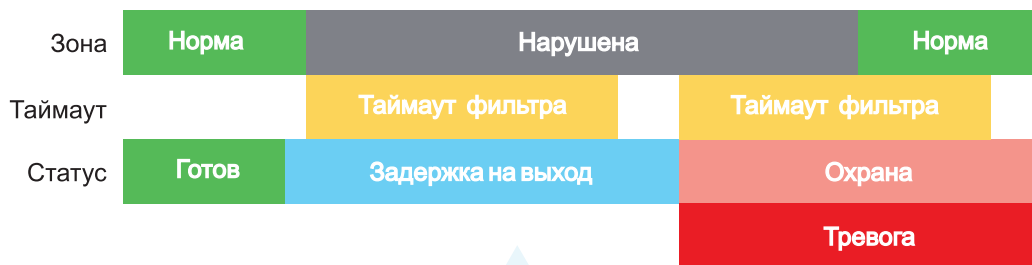 Зона Норма Нарушена Норма
Таймаут Таймаут фильтра Таймаут фильтра
Статус Готов Задержка на выход Охрана
Тревога